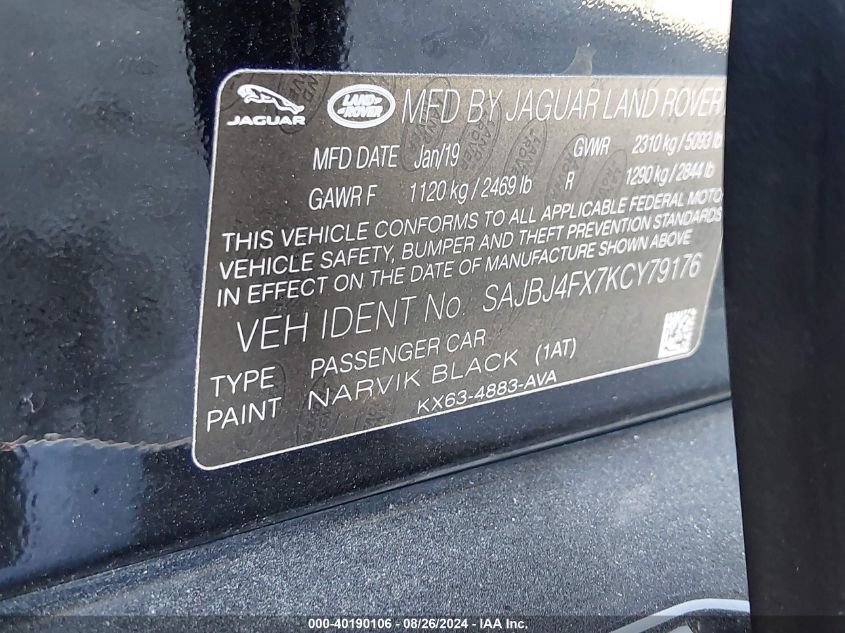 JAGUAR LAND ROVER MFD BY JAGUAR LAND ROVER
MFD DATE Jan/19 GVWR 2310 kg / 5093 lb
GAWR F 1120 kg / 2469 lb R 1290 kg / 2844 lb
THIS VEHICLE CONFORMS TO ALL APPLICABLE FEDERAL MOTO
VEHICLE SAFETY, BUMPER AND THEFT PREVENTION STANDARDS
IN EFFECT ON THE DATE OF MANUFACTURE SHOWN ABOVE
VEH IDENT No. SAJBJ4FX7KCY79176
TYPE PASSENGER CAR
PAINT NARVIK BLACK (1AT)
KX63-4883-AVA
000-40190106 - 08/26/2024 - Copyright © IAA, Inc.